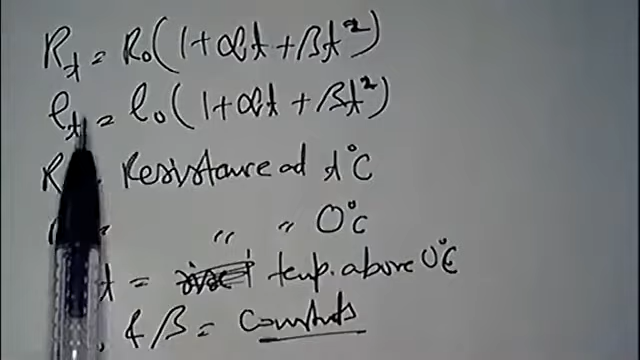 Rt = R0 (1 + αt + βt²)
ρt = ρ0 (1 + αt + βt²)
R Resistance at t°C
" " 0°C
t = temp. above 0°C
, & β = Constants